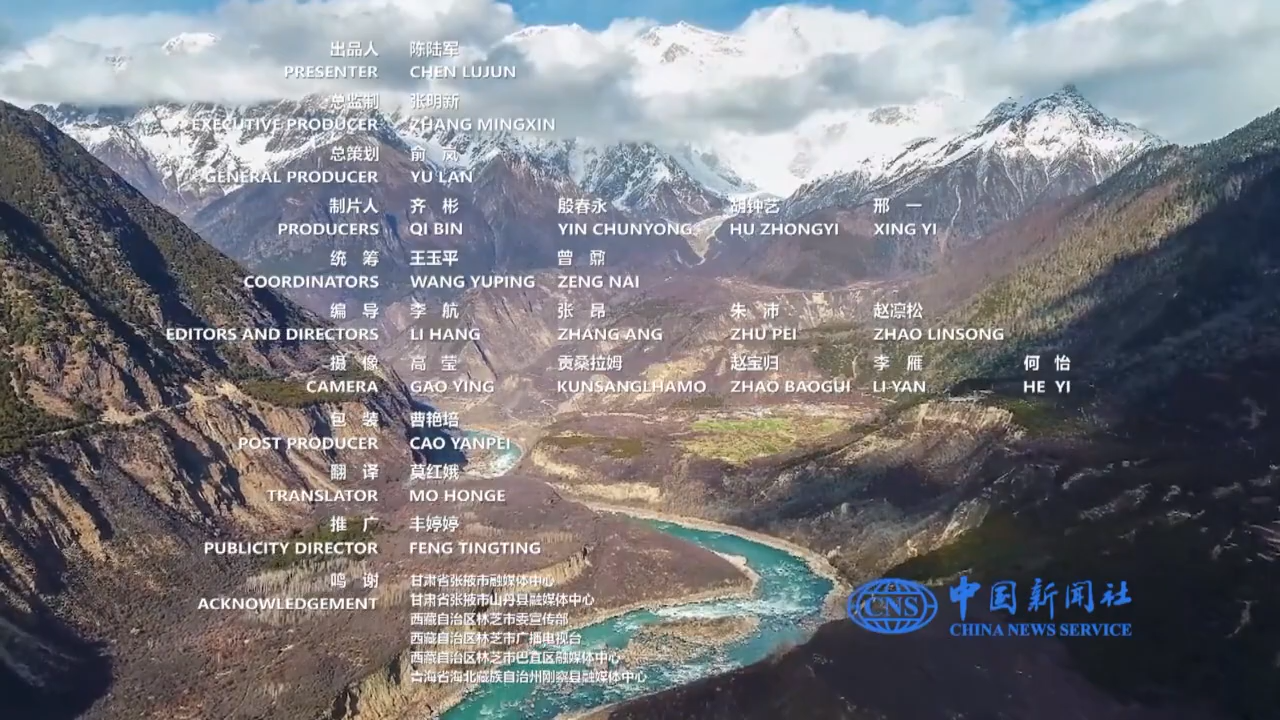 出品人 陈陆军
PRESENTER CHEN LUJUN
总监制 张明新
EXECUTIVE PRODUCER ZHANG MINGXIN
总策划 俞 岚
GENERAL PRODUCER YU LAN
制片人 齐 彬 殷春永 胡钟艺 邢 一
PRODUCERS QI BIN YIN CHUNYONG HU ZHONGYI XING YI
统 筹 王玉平 曾 鼐
COORDINATORS WANG YUPING ZENG NAI
编 导 李 航 张 昂 朱 沛 赵凛松
EDITORS AND DIRECTORS LI HANG ZHANG ANG ZHU PEI ZHAO LINSONG
摄 像 高 莹 贡桑拉姆 赵宝归 李 雁 何 怡
CAMERA GAO YING KUNSANGLHAMO ZHAO BAOGUI LI YAN HE YI
包 装 曹艳培
POST PRODUCER CAO YANPEI
翻 译 莫红娥
TRANSLATOR MO HONGE
推 广 丰婷婷
PUBLICITY DIRECTOR FENG TINGTING
鸣 谢 甘肃省张掖市融媒体中心
ACKNOWLEDGEMENT 甘肃省张掖市山丹县融媒体中心
西藏自治区林芝市委宣传部
西藏自治区林芝市广播电视台
西藏自治区林芝市巴宜区融媒体中心
青海省海北藏族自治州刚察县融媒体中心
CNS 中国新闻社
CHINA NEWS SERVICE